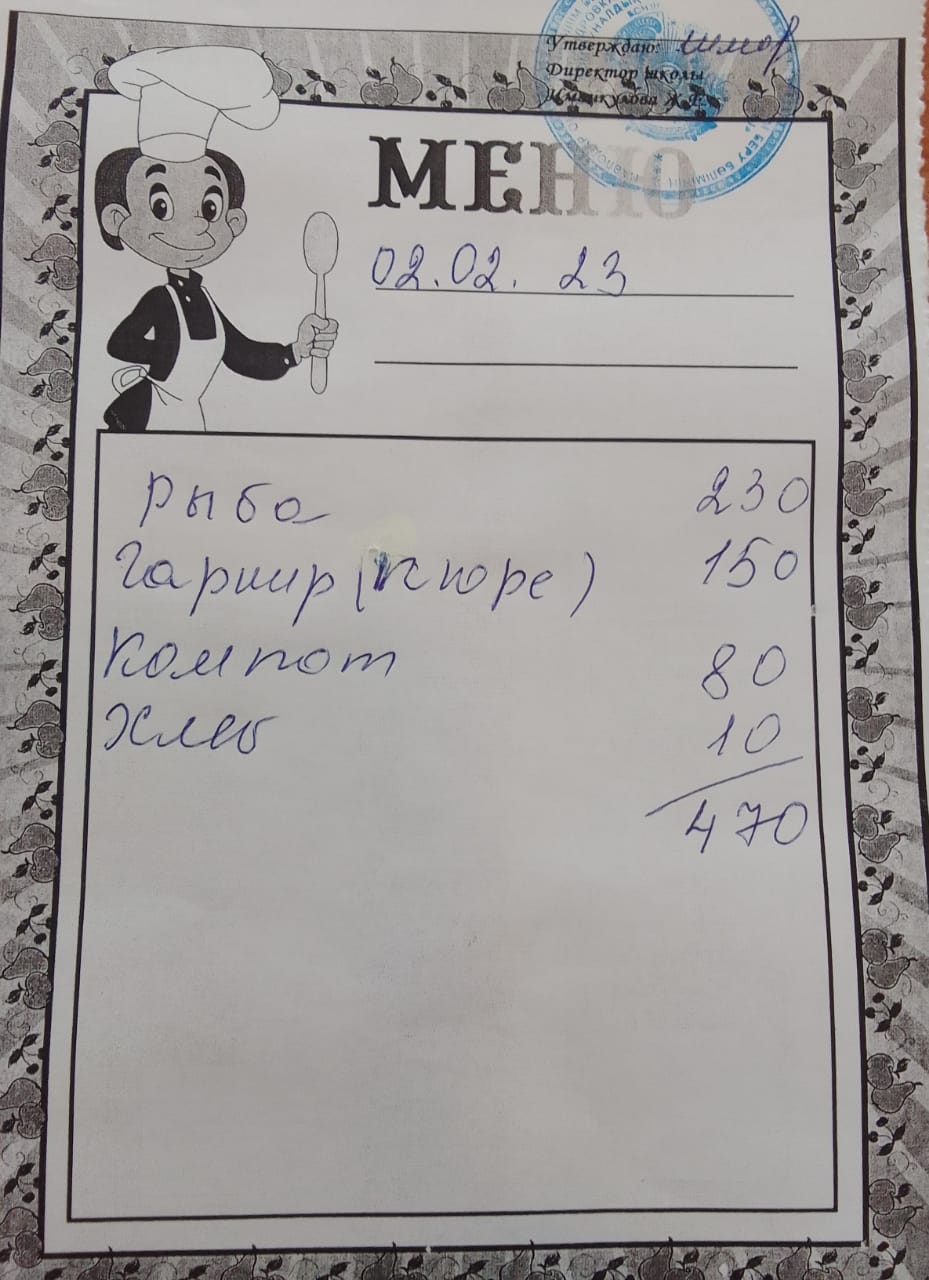 Утверждаю:
Директор школы
МЕНЮ
02.02. 23
Рыба 230
Гарнир (пюре) 150
Компот 80
Хлеб 10
470